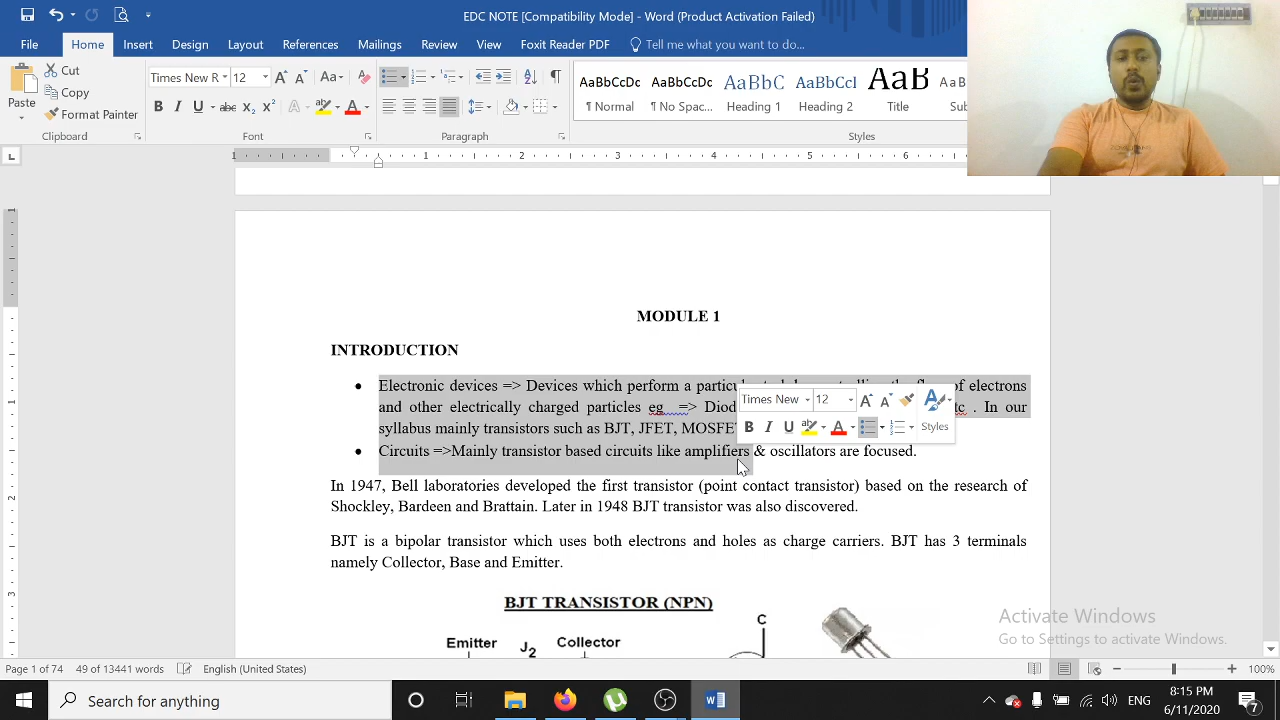 EDC NOTE [Compatibility Mode] - Word (Product Activation Failed)
File Home Insert Design Layout References Mailings Review View Foxit Reader PDF Tell me what you want to do...
Paste
Cut
Copy
Format Painter
Clipboard
Times New R 12
Font
Paragraph
AaBbCcDc AaBbCcDc AaBbC AaBbCcI AaB
¶ Normal ¶ No Spac... Heading 1 Heading 2 Title
Styles
1 1 2 3 4 5 6
MODULE 1
INTRODUCTION
Electronic devices => Devices which perform a of electrons
and other electrically charged particles eg => . In our
syllabus mainly transistors such as BJT, JFET,
Times New 12
Styles
Circuits =>Mainly transistor based circuits like amplifiers & oscillators are focused.
In 1947, Bell laboratories developed the first transistor (point contact transistor) based on the research of
Shockley, Bardeen and Brattain. Later in 1948 BJT transistor was also discovered.
BJT is a bipolar transistor which uses both electrons and holes as charge carriers. BJT has 3 terminals
namely Collector, Base and Emitter.
BJT TRANSISTOR (NPN)
Emitter J2 Collector C
Activate Windows
Go to Settings to activate Windows.
Page 1 of 74 49 of 13441 words English (United States) 100%
Search for anything
ENG
8:15 PM
6/11/2020
7